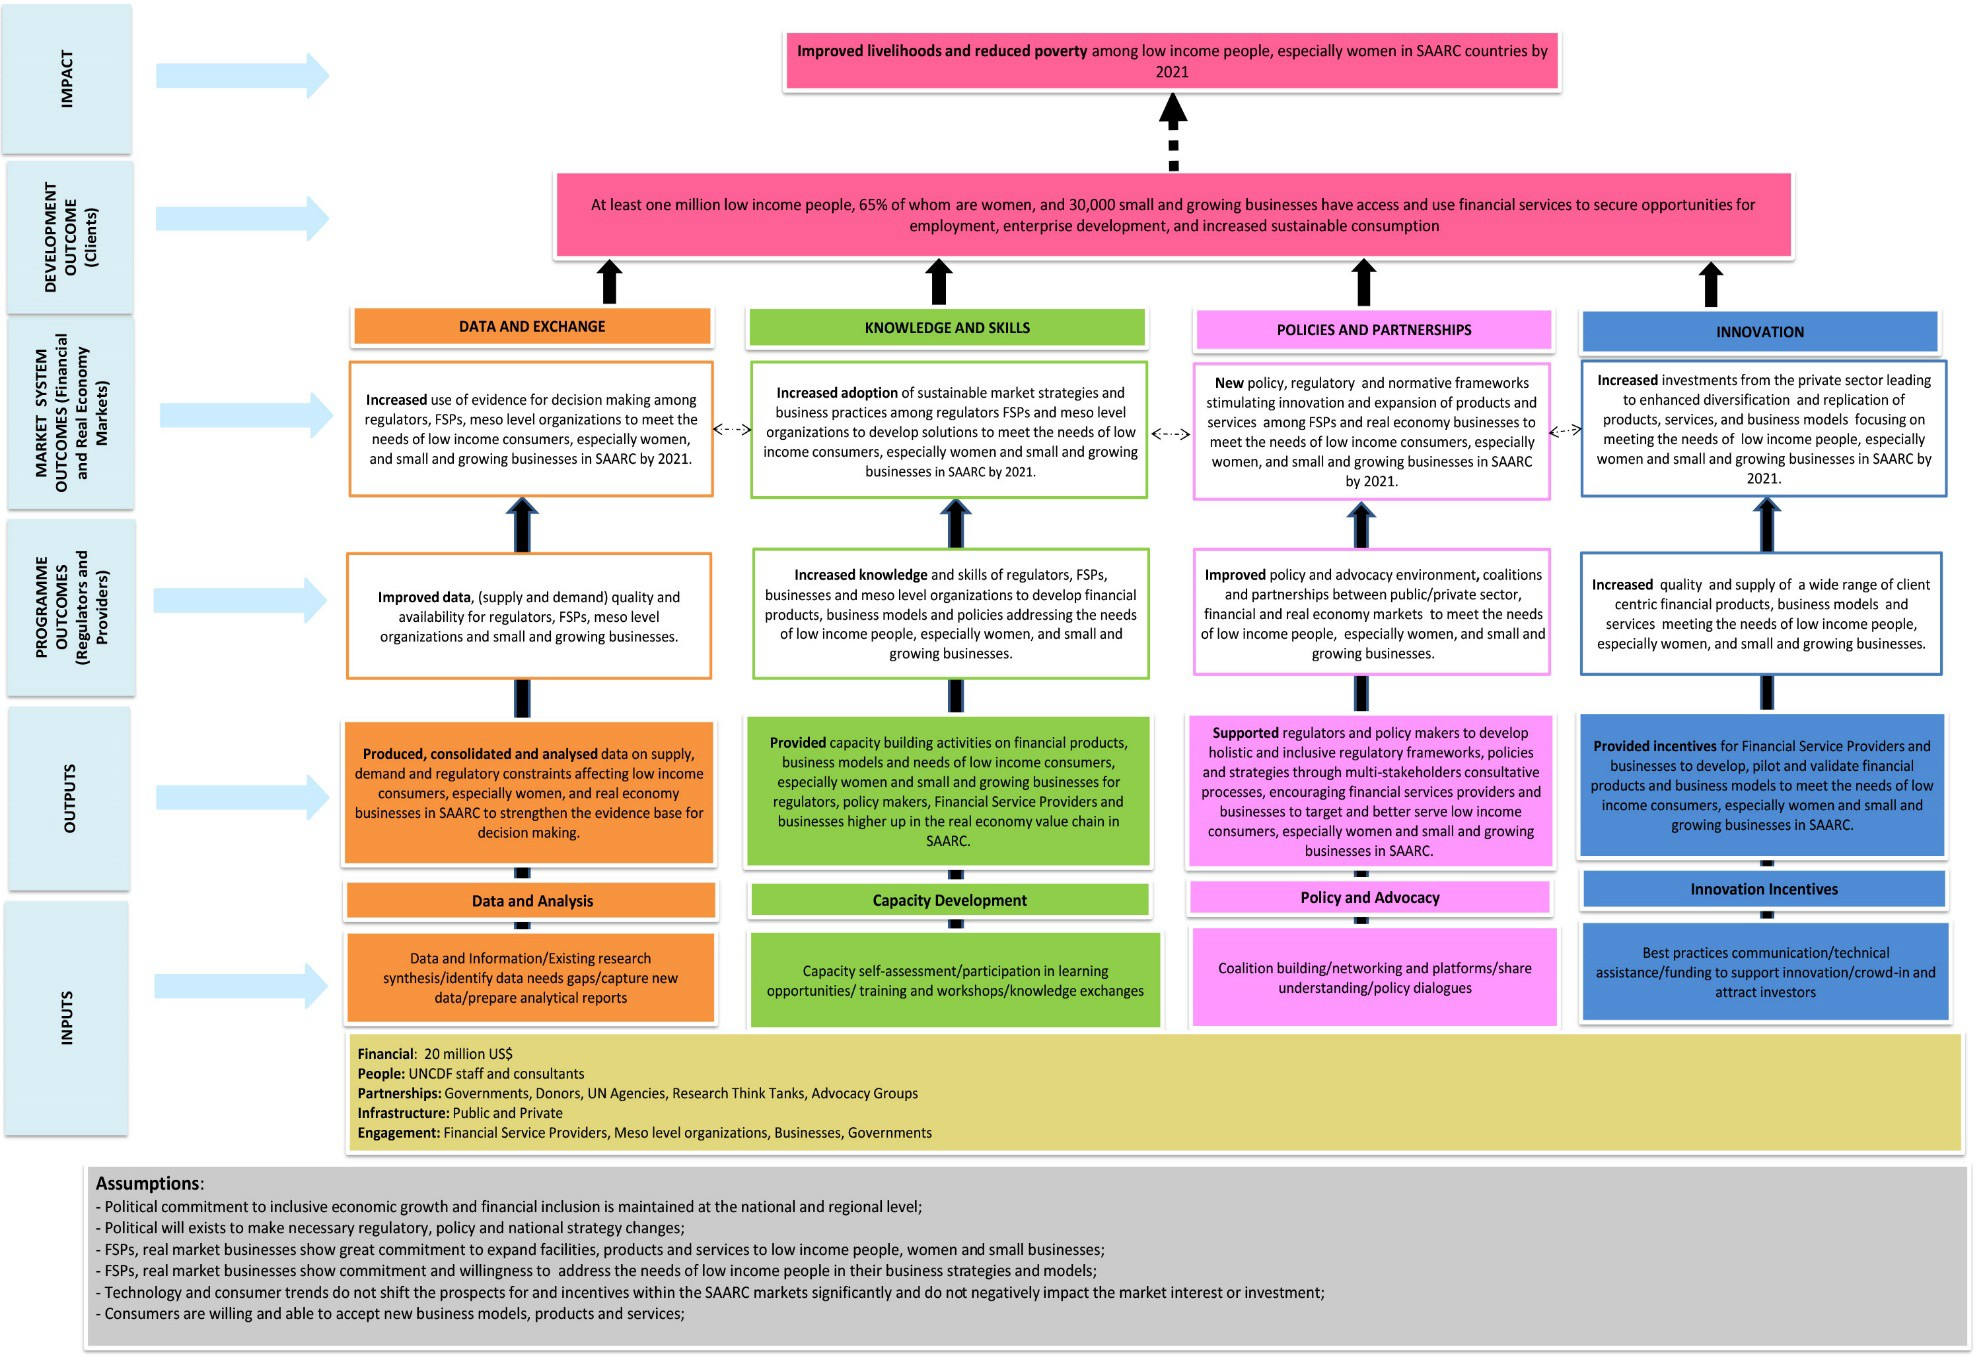 IMPACT
Improved livelihoods and reduced poverty among low income people, especially women in SAARC countries by
2021
DEVELOPMENT
OUTCOME
(Clients)
At least one million low income people, 65% of whom are women, and 30,000 small and growing businesses have access and use financial services to secure opportunities for
employment, enterprise development, and increased sustainable consumption
MARKET SYSTEM
OUTCOMES (Financial
and Real Economy
Markets)
DATA AND EXCHANGE
Increased use of evidence for decision making among
regulators, FSPs, meso level organizations to meet the
needs of low income consumers, especially women,
and small and growing businesses in SAARC by 2021.
KNOWLEDGE AND SKILLS
Increased adoption of sustainable market strategies and
business practices among regulators FSPs and meso level
organizations to develop solutions to meet the needs of low
income consumers, especially women and small and growing
businesses in SAARC by 2021.
POLICIES AND PARTNERSHIPS
New policy, regulatory and normative frameworks
stimulating innovation and expansion of products and
services among FSPs and real economy businesses to
meet the needs of low income consumers, especially
women, and small and growing businesses in SAARC
by 2021.
INNOVATION
Increased investments from the private sector leading
to enhanced diversification and replication of
products, services, and business models focusing on
meeting the needs of low income people, especially
women and small and growing businesses in SAARC by
2021.
PROGRAMME
OUTCOMES
(Regulators and
Providers)
Improved data, (supply and demand) quality and
availability for regulators, FSPs, meso level
organizations and small and growing businesses.
Increased knowledge and skills of regulators, FSPs,
businesses and meso level organizations to develop financial
products, business models and policies addressing the needs
of low income people, especially women, and small and
growing businesses.
Improved policy and advocacy environment, coalitions
and partnerships between public/private sector,
financial and real economy markets to meet the needs
of low income people, especially women, and small and
growing businesses.
Increased quality and supply of a wide range of client
centric financial products, business models and
services meeting the needs of low income people,
especially women, and small and growing businesses.
OUTPUTS
Produced, consolidated and analysed data on supply,
demand and regulatory constraints affecting low income
consumers, especially women, and real economy
businesses in SAARC to strengthen the evidence base for
decision making.
Provided capacity building activities on financial products,
business models and needs of low income consumers,
especially women and small and growing businesses for
regulators, policy makers, Financial Service Providers and
businesses higher up in the real economy value chain in
SAARC.
Supported regulators and policy makers to develop
holistic and inclusive regulatory frameworks, policies
and strategies through multi-stakeholders consultative
processes, encouraging financial services providers and
businesses to target and better serve low income
consumers, especially women and small and growing
businesses in SAARC.
Provided incentives for Financial Service Providers and
businesses to develop, pilot and validate financial
products and business models to meet the needs of low
income consumers, especially women and small and
growing businesses in SAARC.
INPUTS
Data and Analysis
Capacity Development
Policy and Advocacy
Innovation Incentives
Data and Information/Existing research
synthesis/identify data needs gaps/capture new
data/prepare analytical reports
Capacity self-assessment/participation in learning
opportunities/ training and workshops/knowledge exchanges
Coalition building/networking and platforms/share
understanding/policy dialogues
Best practices communication/technical
assistance/funding to support innovation/crowd-in and
attract investors
Financial: 20 million US$
People: UNCDF staff and consultants
Partnerships: Governments, Donors, UN Agencies, Research Think Tanks, Advocacy Groups
Infrastructure: Public and Private
Engagement: Financial Service Providers, Meso level organizations, Businesses, Governments
Assumptions:
- Political commitment to inclusive economic growth and financial inclusion is maintained at the national and regional level;
- Political will exists to make necessary regulatory, policy and national strategy changes;
- FSPs, real market businesses show great commitment to expand facilities, products and services to low income people, women and small businesses;
- FSPs, real market businesses show commitment and willingness to address the needs of low income people in their business strategies and models;
- Technology and consumer trends do not shift the prospects for and incentives within the SAARC markets significantly and do not negatively impact the market interest or investment;
- Consumers are willing and able to accept new business models, products and services;